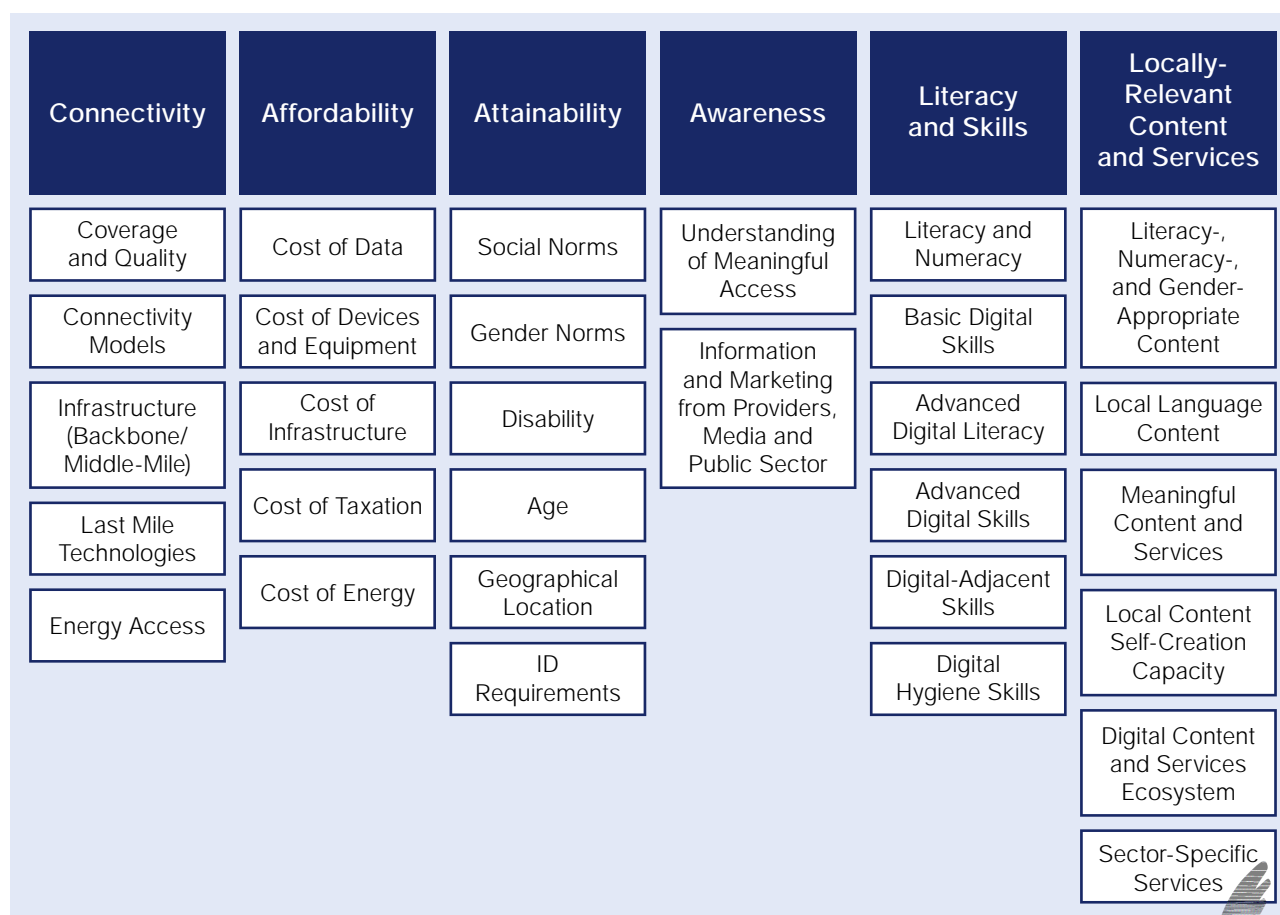 Connectivity
Coverage
and Quality
Connectivity
Models
Infrastructure
(Backbone/
Middle-Mile)
Last Mile
Technologies
Energy Access
Affordability
Cost of Data
Cost of Devices
and Equipment
Cost of
Infrastructure
Cost of Taxation
Cost of Energy
Attainability
Social Norms
Gender Norms
Disability
Age
Geographical
Location
ID
Requirements
Awareness
Understanding
of Meaningful
Access
Information
and Marketing
from Providers,
Media and
Public Sector
Literacy
and Skills
Literacy and
Numeracy
Basic Digital
Skills
Advanced
Digital Literacy
Advanced
Digital Skills
Digital-Adjacent
Skills
Digital
Hygiene Skills
Locally-
Relevant
Content
and Services
Literacy-,
Numeracy-,
and Gender-
Appropriate
Content
Local Language
Content
Meaningful
Content and
Services
Local Content
Self-Creation
Capacity
Digital Content
and Services
Ecosystem
Sector-Specific
Services